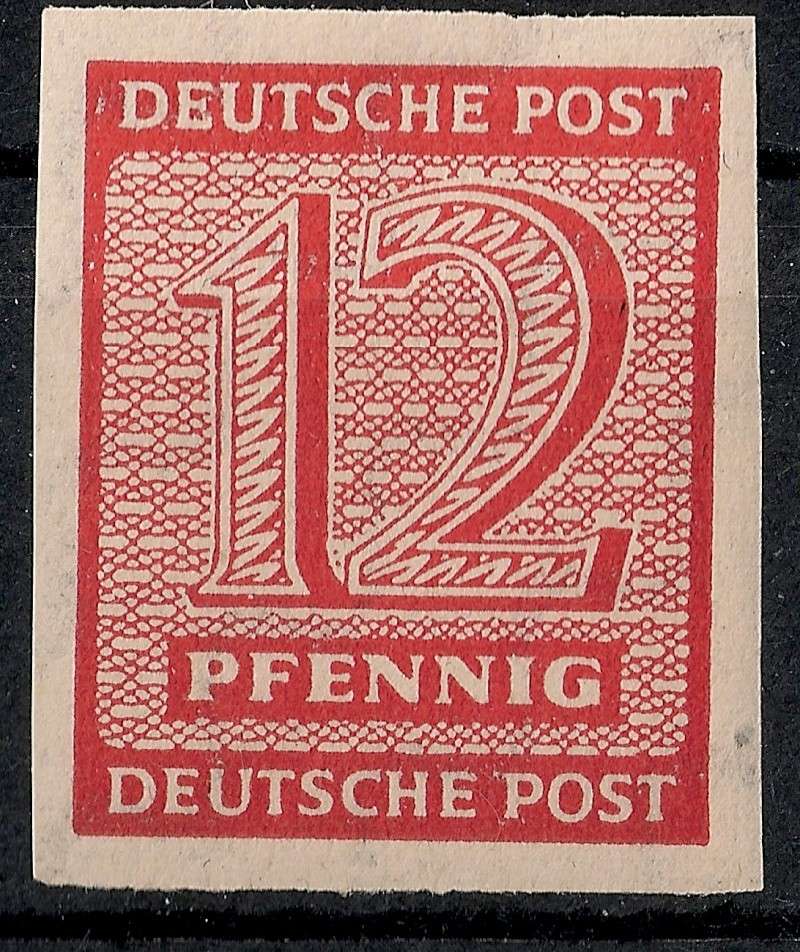 DEUTSCHE POST
12
PFENNIG
DEUTSCHE POST